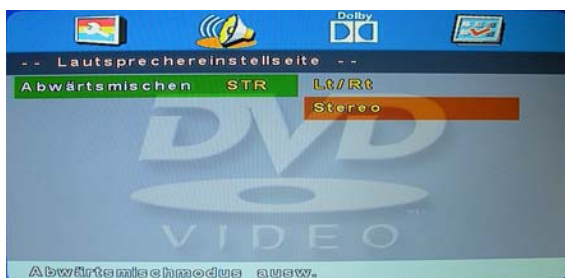 Dolby
-- Lautsprechereinstellseite --
Abwärtsmischen STR Lt/Rt
Stereo
DVD
VIDEO
Abwärtsmischmodus ausw.